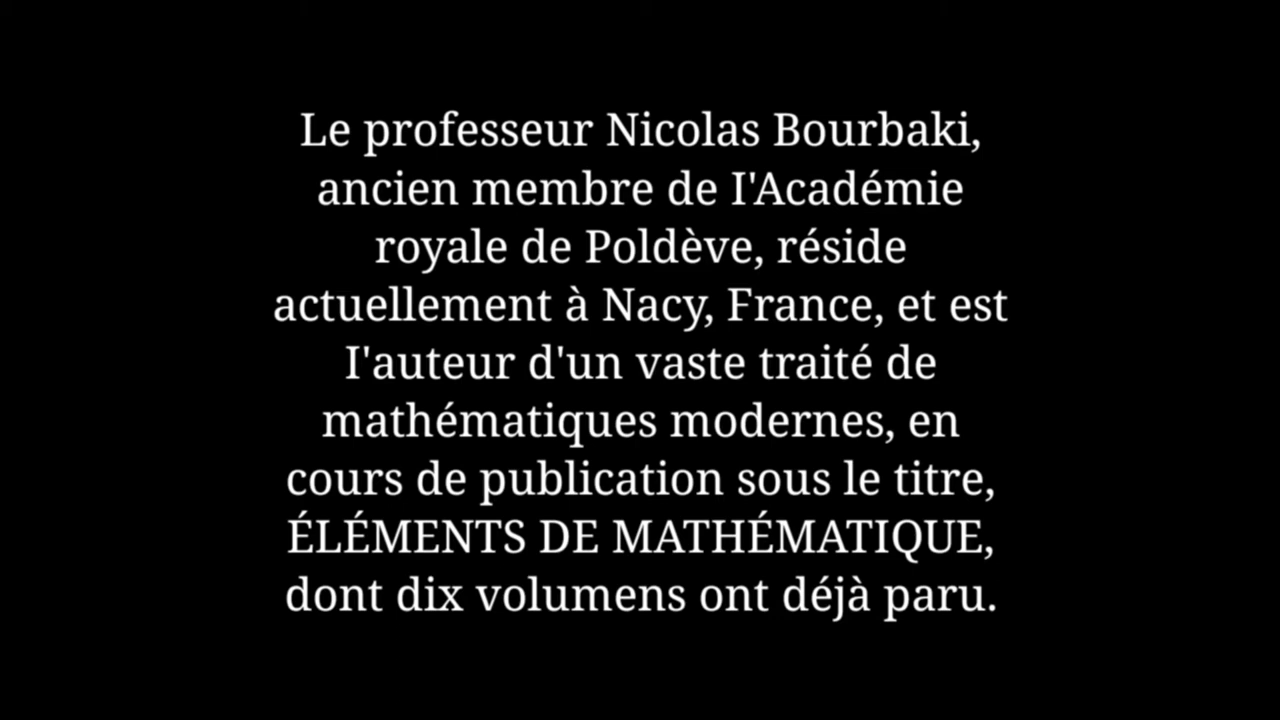 Le professeur Nicolas Bourbaki,
ancien membre de I'Académie
royale de Poldève, réside
actuellement à Nacy, France, et est
I'auteur d'un vaste traité de
mathématiques modernes, en
cours de publication sous le titre,
ÉLÉMENTS DE MATHÉMATIQUE,
dont dix volumens ont déjà paru.